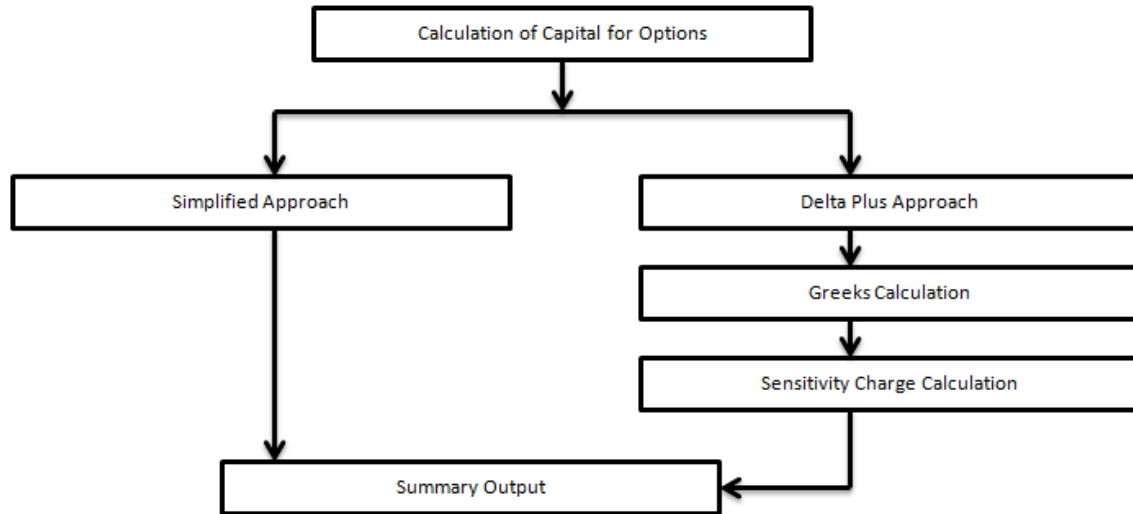 Calculation of Capital for Options
Simplified Approach
Delta Plus Approach
Greeks Calculation
Sensitivity Charge Calculation
Summary Output